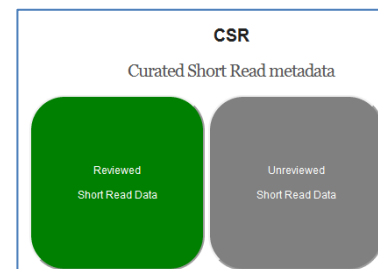 CSR
Curated Short Read metadata
Reviewed
Short Read Data
Unreviewed
Short Read Data